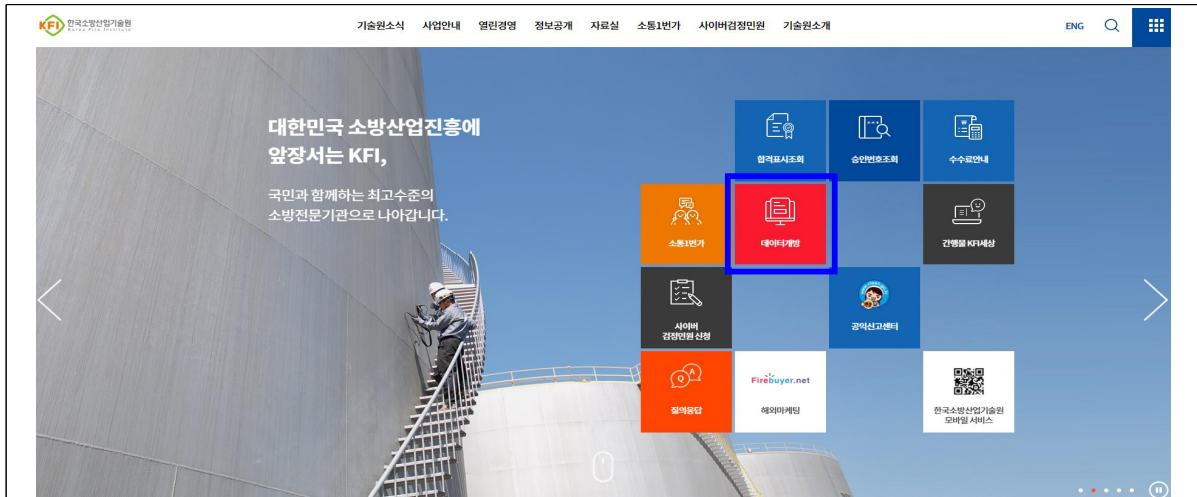 KFI 한국소방산업기술원
Korea Fire Institute
기술원소식 사업안내 열린경영 정보공개 자료실 소통1번가 사이버검정민원 기술원소개
ENG
대한민국 소방산업진흥에
앞장서는 KFI,
국민과 함께하는 최고수준의
소방전문기관으로 나아갑니다.
합격표시조회 승인번호조회 수수료안내
소통1번가 데이터개방 간행물 KFI세상
사이버
검정민원 신청
공익신고센터
Q A
질의응답
Firebuyer.net
해외마케팅
한국소방산업기술원
모바일 서비스